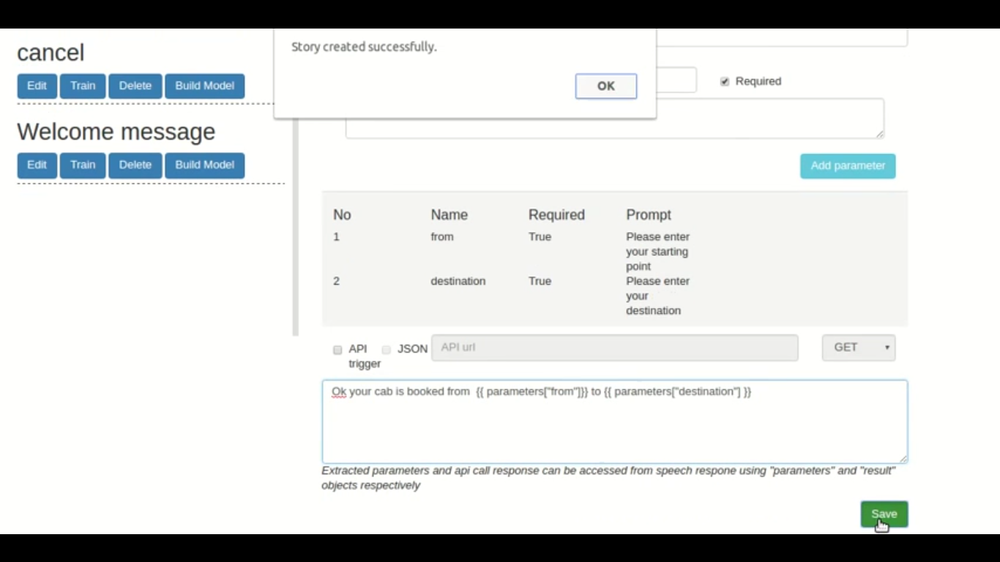 cancel
Edit Train Delete Build Model
Welcome message
Edit Train Delete Build Model
Story created successfully.
OK
Required
Add parameter
No Name Required Prompt
1 from True Please enter
your starting
point
2 destination True Please enter
your
destination
API JSON API url GET
trigger
Ok your cab is booked from {{ parameters["from"]}} to {{ parameters["destination"] }}
Extracted parameters and api call response can be accessed from speech respone using "parameters" and "result"
objects respectively
Save